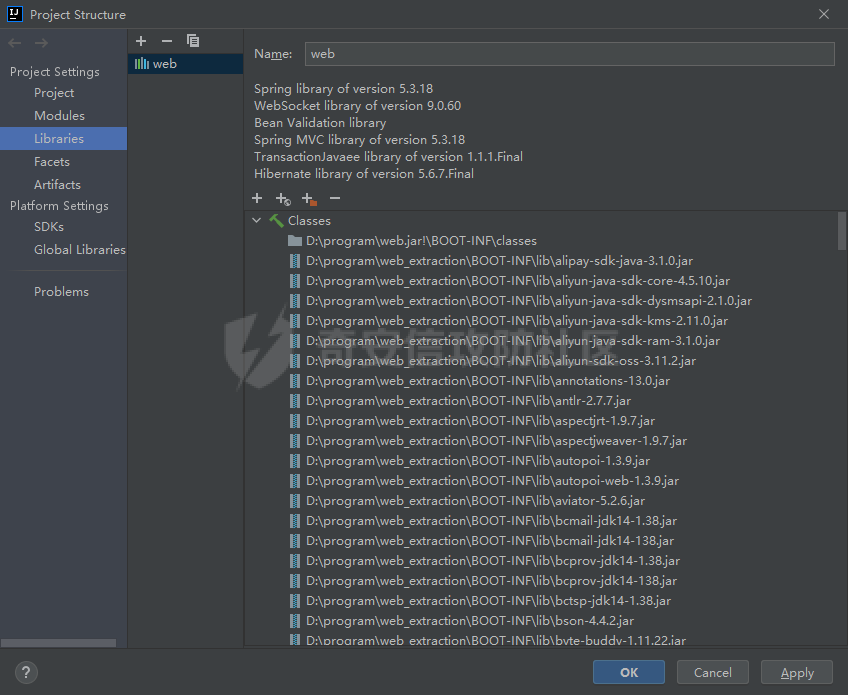 Project Structure
Project Settings
Project
Modules
Libraries
Facets
Artifacts
Platform Settings
SDKs
Global Libraries
Problems
web
Name:
web
Spring library of version 5.3.18
WebSocket library of version 9.0.60
Bean Validation library
Spring MVC library of version 5.3.18
TransactionJavaee library of version 1.1.1.Final
Hibernate library of version 5.6.7.Final
Classes
D:\program\web.jar!\BOOT-INF\classes
D:\program\web_extraction\BOOT-INF\lib\alipay-sdk-java-3.1.0.jar
D:\program\web_extraction\BOOT-INF\lib\aliyun-java-sdk-core-4.5.10.jar
D:\program\web_extraction\BOOT-INF\lib\aliyun-java-sdk-dysmsapi-2.1.0.jar
D:\program\web_extraction\BOOT-INF\lib\aliyun-java-sdk-kms-2.11.0.jar
D:\program\web_extraction\BOOT-INF\lib\aliyun-java-sdk-ram-3.1.0.jar
D:\program\web_extraction\BOOT-INF\lib\aliyun-sdk-oss-3.11.2.jar
D:\program\web_extraction\BOOT-INF\lib\annotations-13.0.jar
D:\program\web_extraction\BOOT-INF\lib\antlr-2.7.7.jar
D:\program\web_extraction\BOOT-INF\lib\aspectjrt-1.9.7.jar
D:\program\web_extraction\BOOT-INF\lib\aspectjweaver-1.9.7.jar
D:\program\web_extraction\BOOT-INF\lib\autopoi-1.3.9.jar
D:\program\web_extraction\BOOT-INF\lib\autopoi-web-1.3.9.jar
D:\program\web_extraction\BOOT-INF\lib\aviator-5.2.6.jar
D:\program\web_extraction\BOOT-INF\lib\bcmail-jdk14-1.38.jar
D:\program\web_extraction\BOOT-INF\lib\bcmail-jdk14-138.jar
D:\program\web_extraction\BOOT-INF\lib\bcprov-jdk14-1.38.jar
D:\program\web_extraction\BOOT-INF\lib\bcprov-jdk14-138.jar
D:\program\web_extraction\BOOT-INF\lib\bctsp-jdk14-1.38.jar
D:\program\web_extraction\BOOT-INF\lib\bson-4.4.2.jar
D:\program\web_extraction\BOOT-INF\lib\byte-buddy-1.11.22.jar
奇安信攻防社区
?
OK
Cancel
Apply